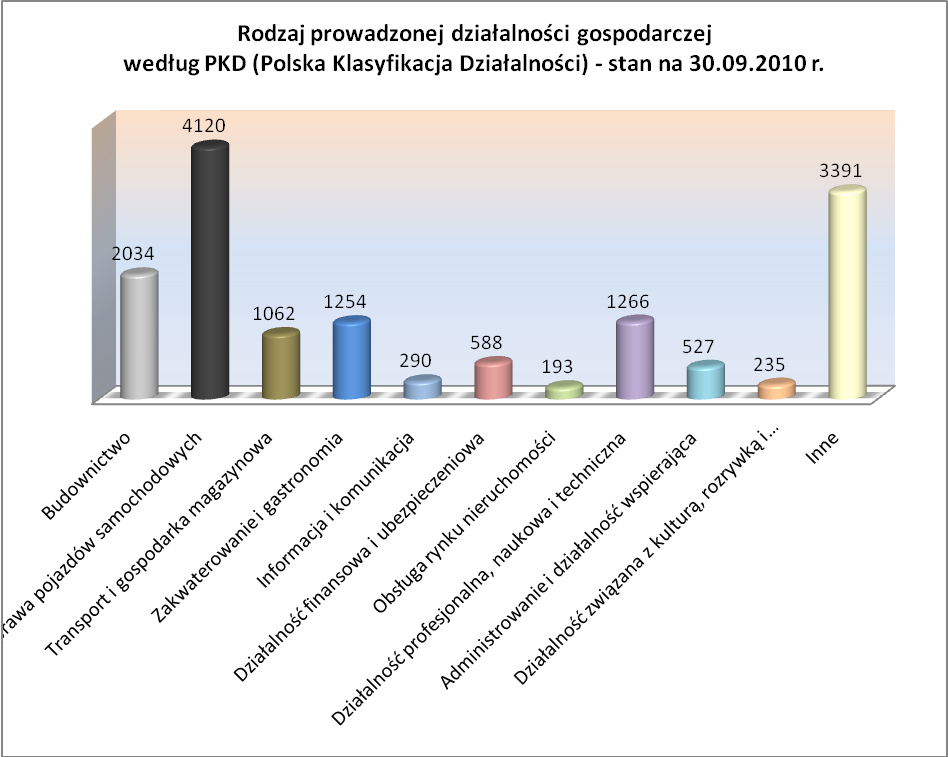 Rodzaj prowadzonej działalności gospodarczej
według PKD (Polska Klasyfikacja Działalności) - stan na 30.09.2010 r.
4120
3391
2034
1254
1266
1062
588
527
290
193
235
Budownictwo
pojazdów samochodowych
Transport i gospodarka magazynowa
Zakwaterowanie i gastronomia
Informacja i komunikacja
Działalność finansowa i ubezpieczeniowa
Obsługa rynku nieruchomości
Działalność profesjonalna, naukowa i techniczna
Administrowanie i działalność wspierająca
Działalność związana z kulturą, rozrywką i...
Inne